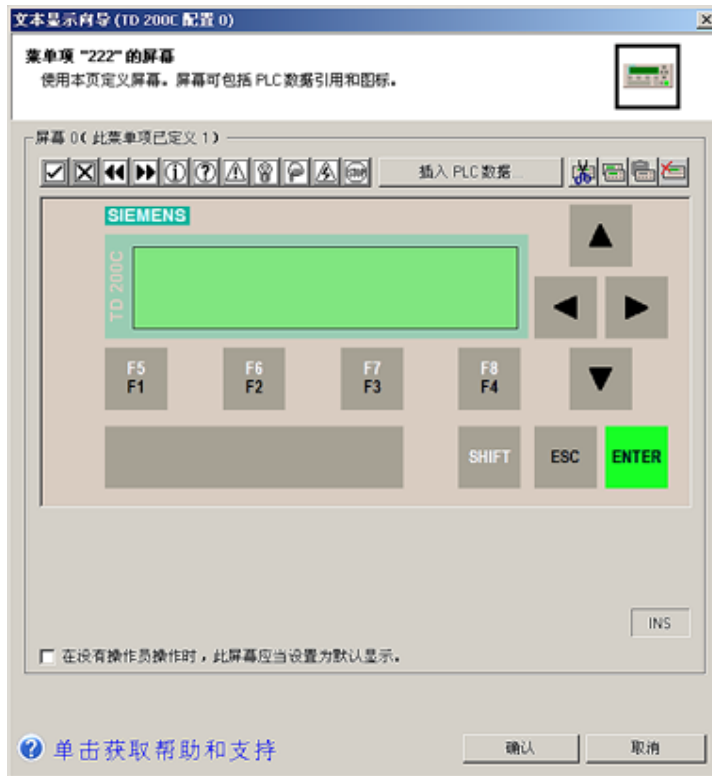 文本显示向导 (TD 200C 配置 0)
菜单项 "222" 的屏幕
使用本页定义屏幕。屏幕可包括 PLC 数据引用和图标。
屏幕 0( 此菜单项已定义 1)
STOP 插入 PLC 数据...
SIEMENS
TD 200C
F5 F6 F7 F8
F1 F2 F3 F4
SHIFT ESC ENTER
INS
在没有操作员操作时，此屏幕应当设置为默认显示。
单击获取帮助和支持 确认 取消